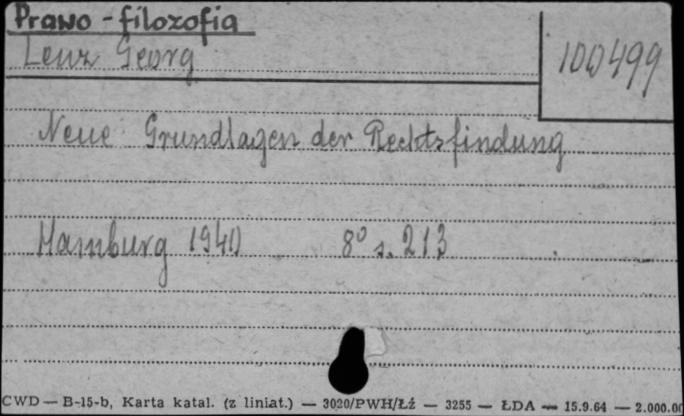 Prawo - filozofia
Lenz Georg
100499
Neue Grundlagen der Rechtsfindung
Hamburg 1940 8° s. 213
CWD — B-15-b, Karta katal. (z liniat.) — 3020/PWH/Łź — 3255 — ŁDA — 15.9.64 — 2.000.00